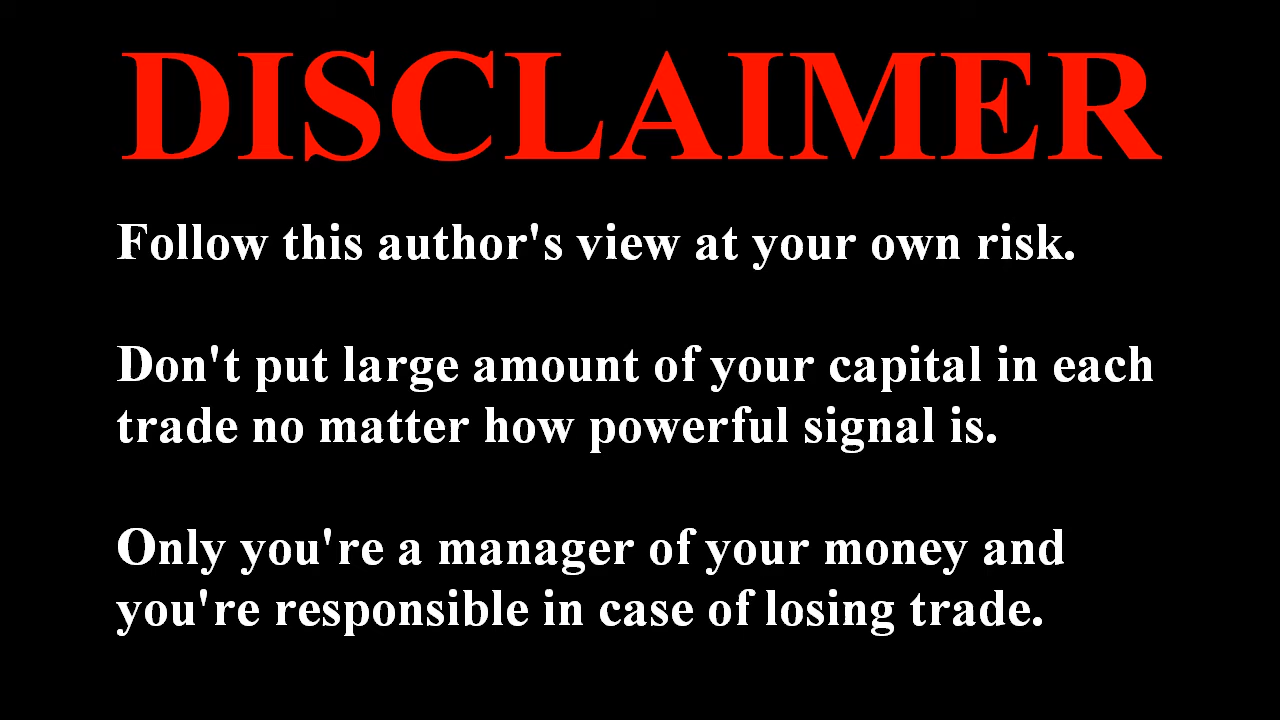 DISCLAIMER
Follow this author's view at your own risk.
Don't put large amount of your capital in each
trade no matter how powerful signal is.
Only you're a manager of your money and
you're responsible in case of losing trade.